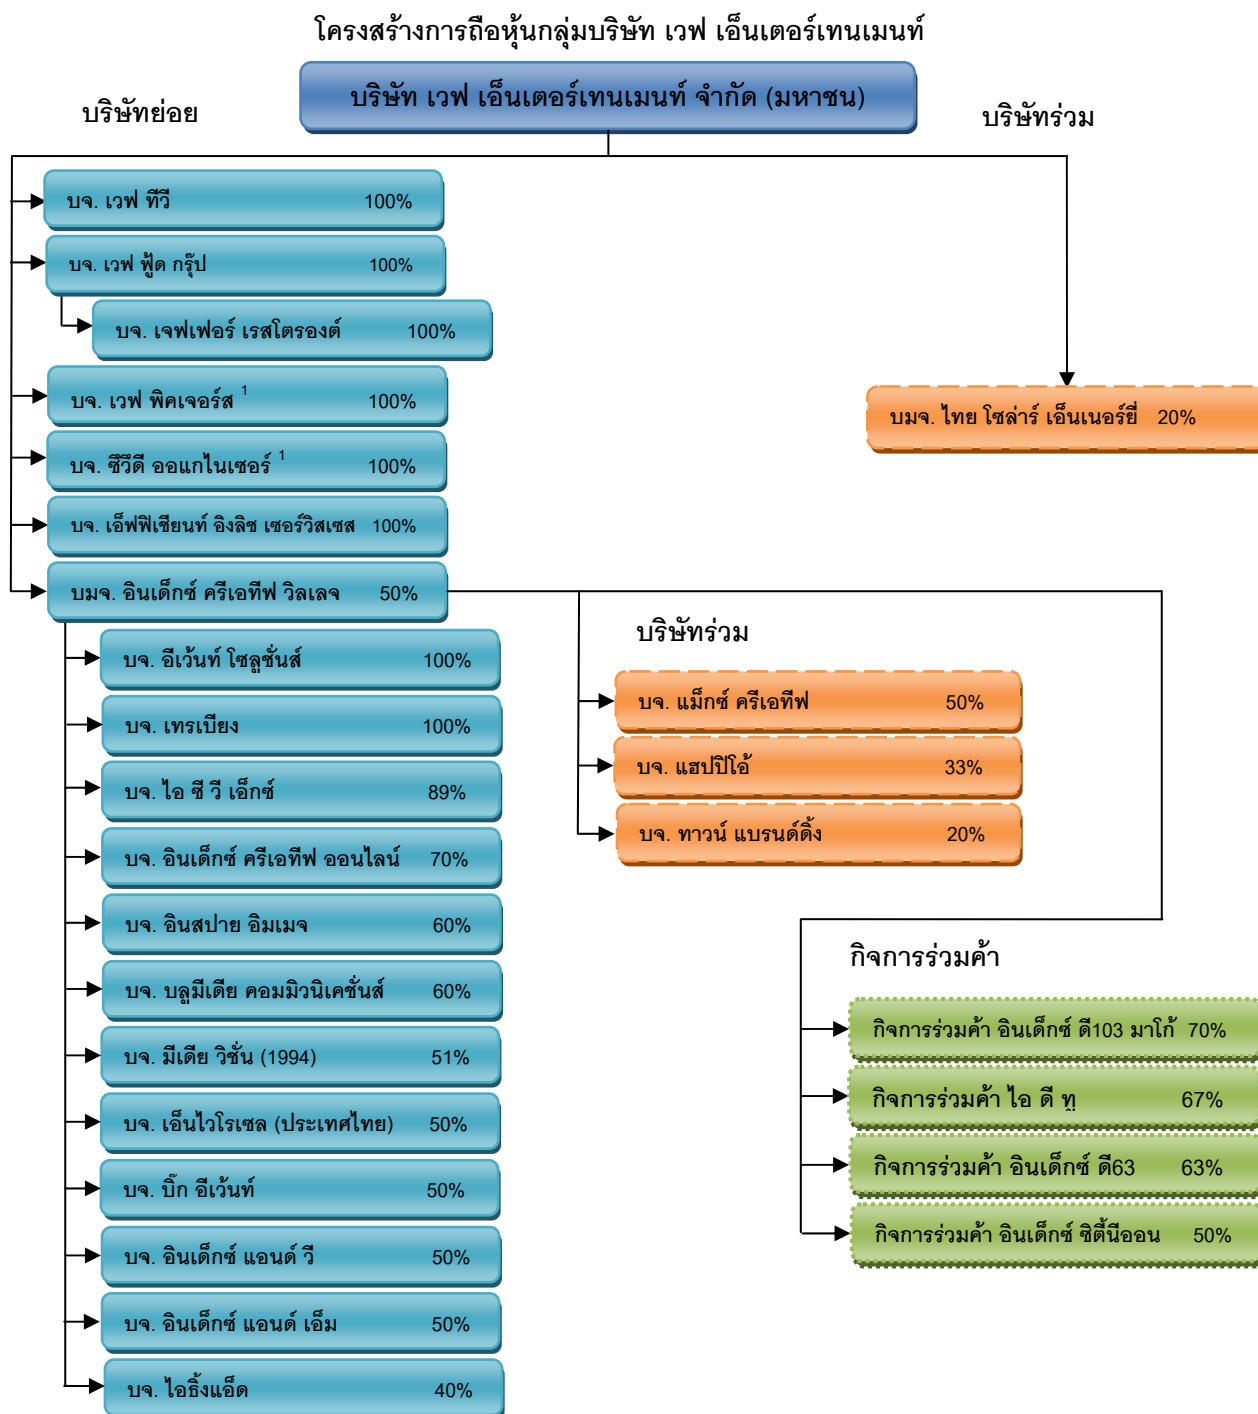 โครงสร้างการถือหุ้นกลุ่มบริษัท เวฟ เอ็นเตอร์เทนเมนท์
บริษัท เวฟ เอ็นเตอร์เทนเมนท์ จำกัด (มหาชน)
บริษัทย่อย
บริษัทร่วม
บจ. เวฟ ทีวี 100%
บจ. เวฟ ฟู้ด กรุ๊ป 100%
บจ. เจฟเฟอร์ เรสโตรองต์ 100%
บจ. เวฟ พิคเจอร์ส 1 100%
บจ. ซีวีดี ออแกไนเซอร์ 1 100%
บจ. เอ็ฟฟิเชียนท์ อิงลิช เซอร์วิสเซส 100%
บมจ. อินเด็กซ์ ครีเอทีฟ วิลเลจ 50%
บมจ. ไทย โซล่าร์ เอ็นเนอร์ยี่ 20%
บจ. อีเว้นท์ โซลูชั่นส์ 100%
บจ. เทรเบียง 100%
บจ. ไอ ซี วี เอ็กซ์ 89%
บจ. อินเด็กซ์ ครีเอทีฟ ออนไลน์ 70%
บจ. อินสปาย อิมเมจ 60%
บจ. บลูมีเดีย คอมมิวนิเคชั่นส์ 60%
บจ. มีเดีย วิชั่น (1994) 51%
บจ. เอ็นไวโรเซล (ประเทศไทย) 50%
บจ. บิ๊ก อีเว้นท์ 50%
บจ. อินเด็กซ์ แอนด์ วี 50%
บจ. อินเด็กซ์ แอนด์ เอ็ม 50%
บจ. ไอธิ้งแอ็ด 40%
บริษัทร่วม
บจ. แม็กซ์ ครีเอทีฟ 50%
บจ. แฮปปิโอ้ 33%
บจ. ทาวน์ แบรนด์ดิ้ง 20%
กิจการร่วมค้า
กิจการร่วมค้า อินเด็กซ์ ดี103 มาโก้ 70%
กิจการร่วมค้า ไอ ดี ทู 67%
กิจการร่วมค้า อินเด็กซ์ ดี63 63%
กิจการร่วมค้า อินเด็กซ์ ซิตี้นีออน 50%